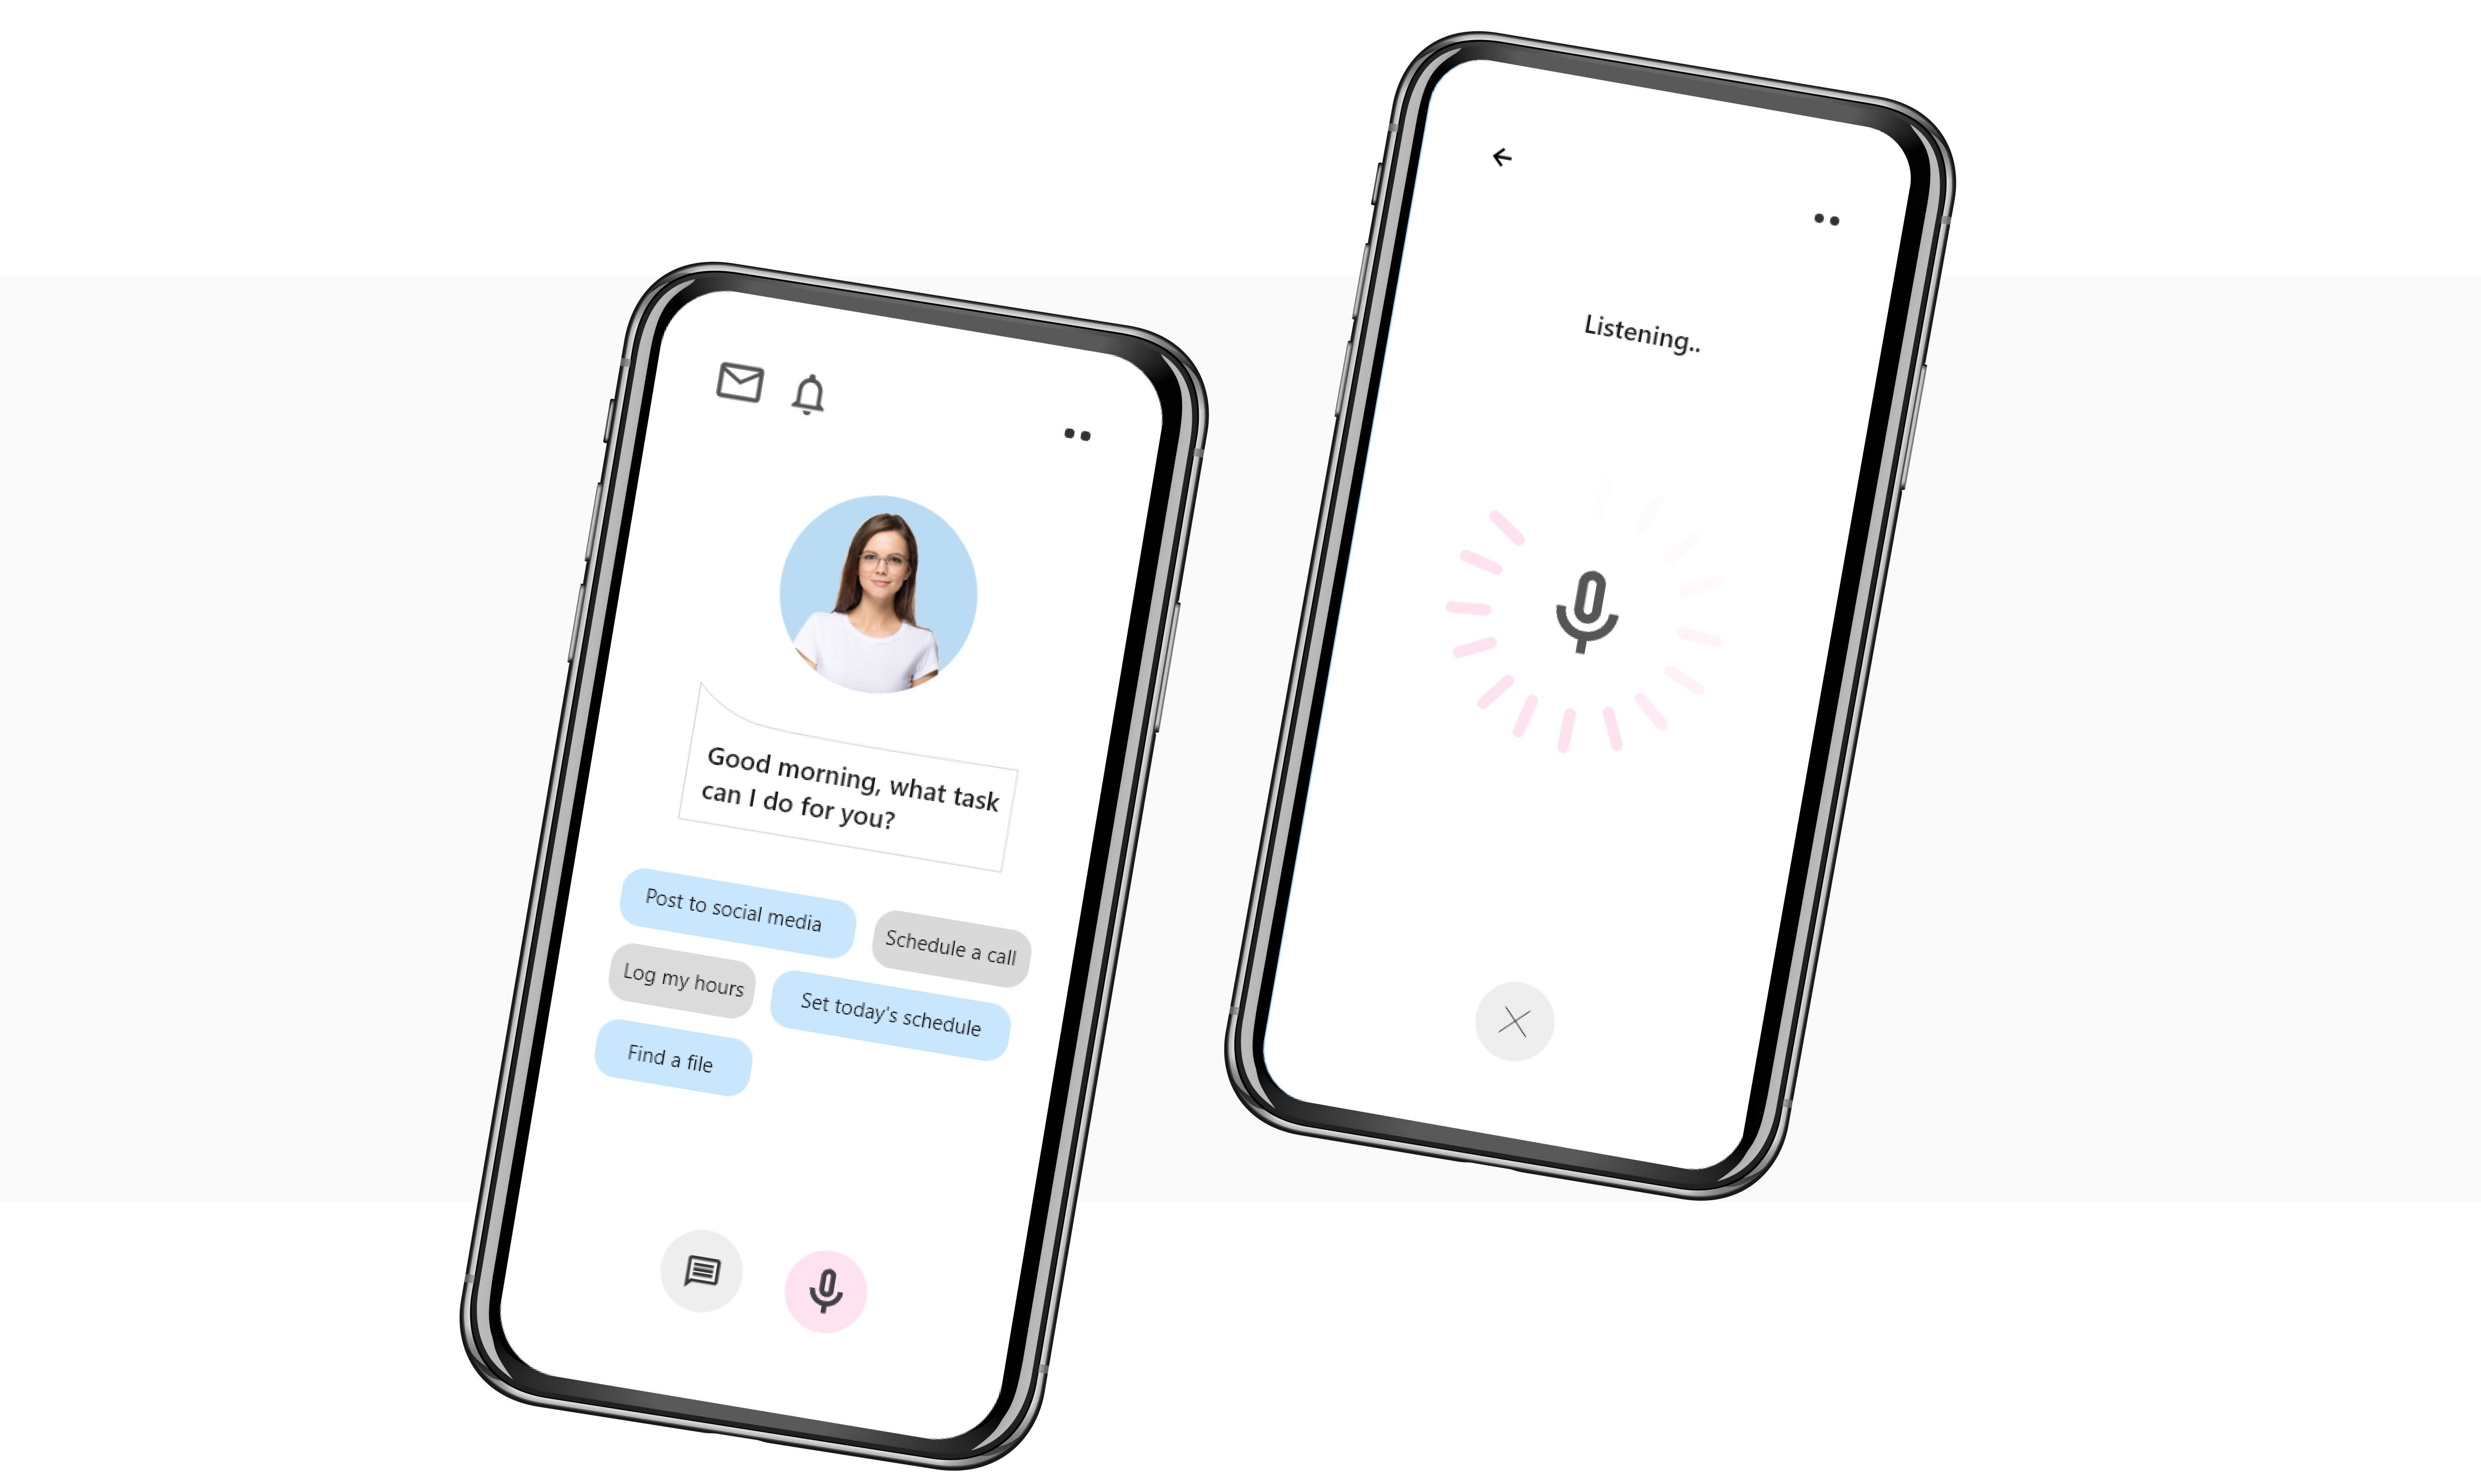 Good morning, what task
can I do for you?
Post to social media
Schedule a call
Log my hours
Set today's schedule
Find a file
Listening..